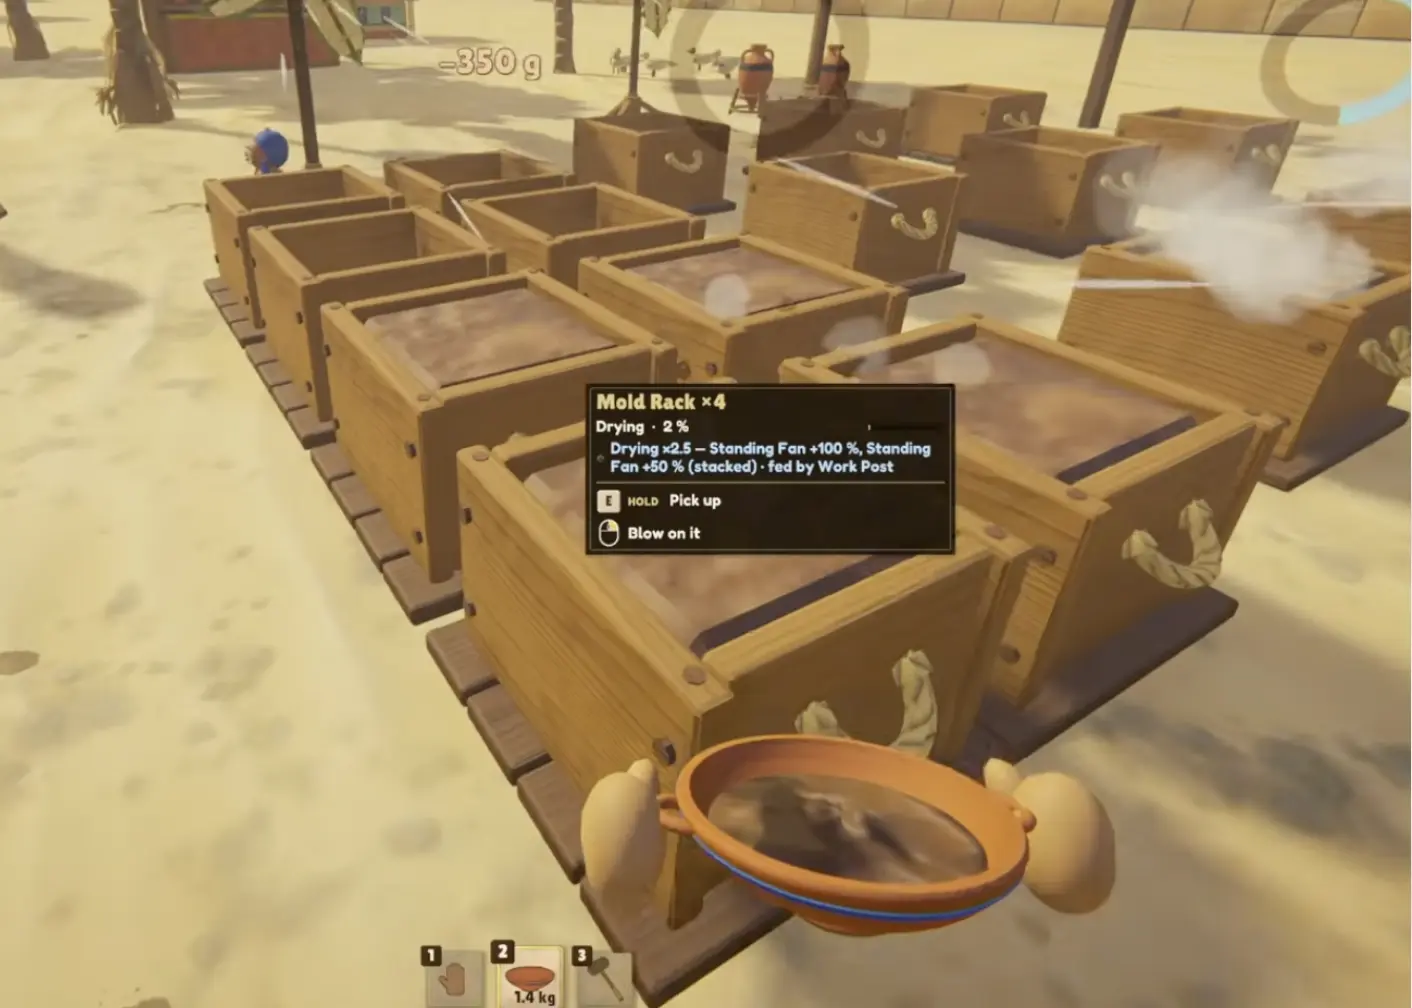 −350 g
Mold Rack ×4
Drying · 2 %
Drying ×2.5 — Standing Fan +100 %, Standing
Fan +50 % (stacked) · fed by Work Post
E HOLD Pick up
Blow on it
1 2 3
1.4 kg